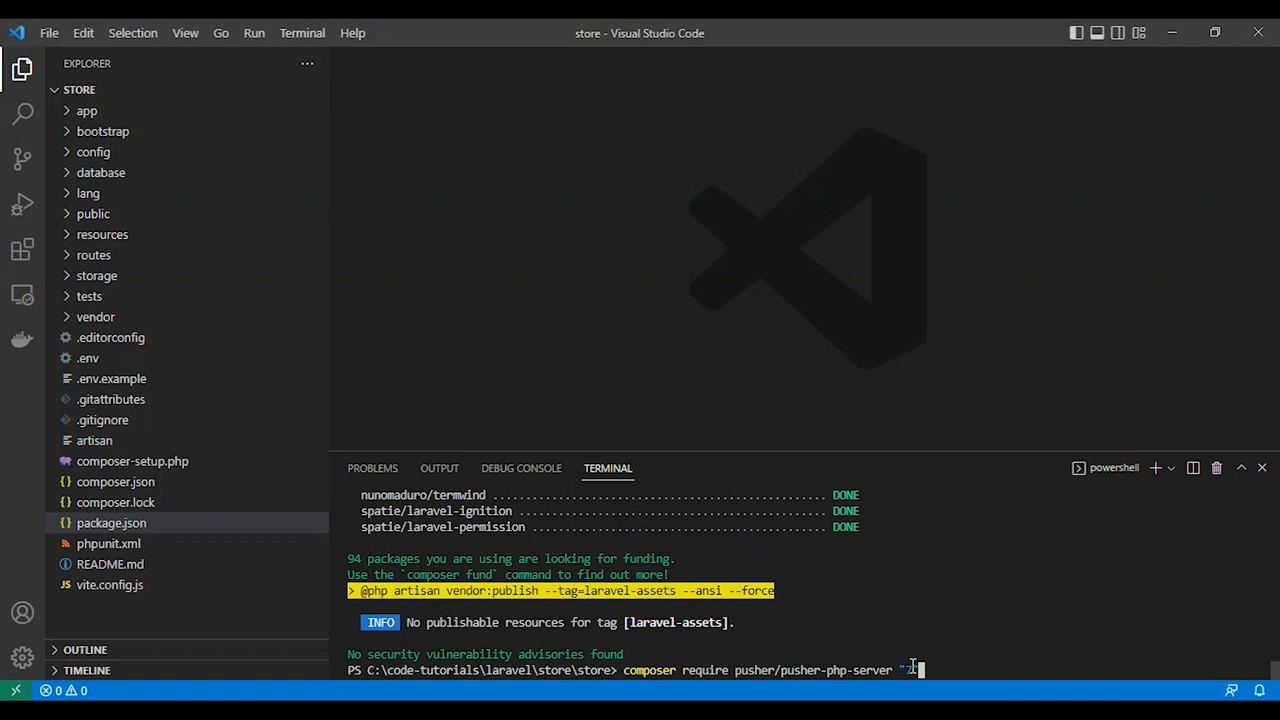 File Edit Selection View Go Run Terminal Help
store - Visual Studio Code
EXPLORER
STORE
app
bootstrap
config
database
lang
public
resources
routes
storage
tests
vendor
.editorconfig
.env
.env.example
.gitattributes
.gitignore
artisan
composer-setup.php
composer.json
composer.lock
package.json
phpunit.xml
README.md
vite.config.js
OUTLINE
TIMELINE
PROBLEMS OUTPUT DEBUG CONSOLE TERMINAL
powershell
nunomaduro/termwind .................................................. DONE
spatie/laravel-ignition .............................................. DONE
spatie/laravel-permission ............................................ DONE
94 packages you are using are looking for funding.
Use the `composer fund` command to find out more!
> @php artisan vendor:publish --tag=laravel-assets --ansi --force
INFO No publishable resources for tag [laravel-assets].
No security vulnerability advisories found
PS C:\code-tutorials\laravel\store\store> composer require pusher/pusher-php-server
0 0